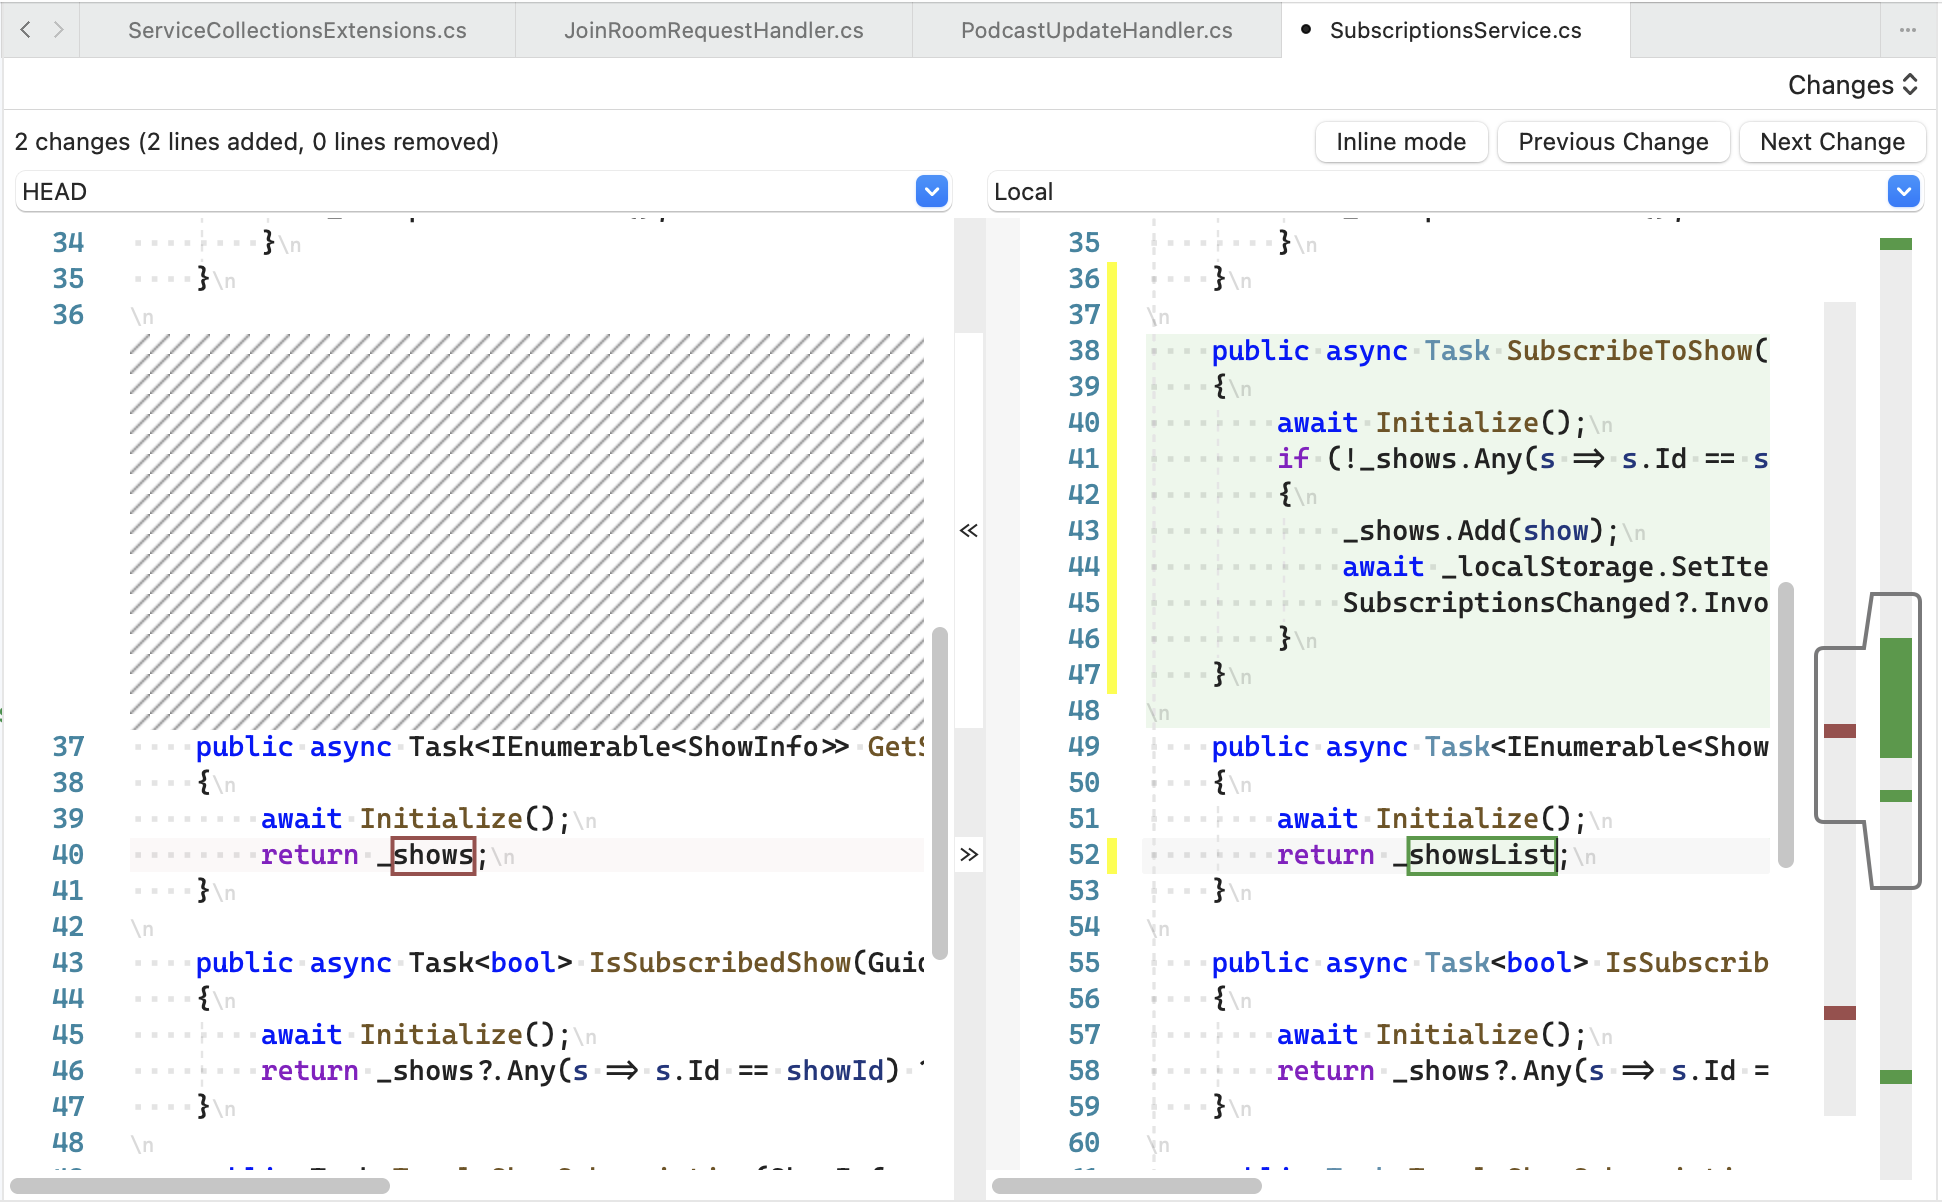 ServiceCollectionsExtensions.cs JoinRoomRequestHandler.cs PodcastUpdateHandler.cs SubscriptionsService.cs ...
Changes
2 changes (2 lines added, 0 lines removed) Inline mode Previous Change Next Change
HEAD
34 }\n
35 }\n
36 \n
37 public async Task<IEnumerable<ShowInfo>>
38 {\n
39 await Initialize();\n
40 return _shows;\n
41 }\n
42 \n
43 public async Task<bool> IsSubscribedShow(
44 {\n
45 await Initialize();\n
46 return _shows?.Any(s => s.Id == showId)
47 }\n
48 \n
«
»
Local
35 }\n
36 }\n
37 \n
38 public async Task SubscribeToShow(
39 {\n
40 await Initialize();\n
41 if (!_shows.Any(s => s.Id == s
42 {\n
43 _shows.Add(show);\n
44 await _localStorage.SetIte
45 SubscriptionsChanged?.Invo
46 }\n
47 }\n
48 \n
49 public async Task<IEnumerable<Show
50 {\n
51 await Initialize();\n
52 return _showsList;\n
53 }\n
54 \n
55 public async Task<bool> IsSubscrib
56 {\n
57 await Initialize();\n
58 return _shows?.Any(s => s.Id =
59 }\n
60 \n